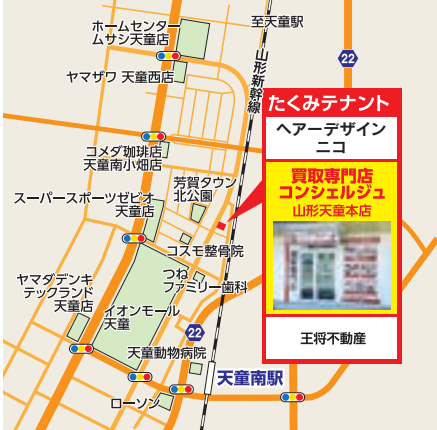 ホームセンター
ムサシ天童店
至天童駅
22
ヤマザワ 天童西店
山形新幹線
たくみテナント
ヘアーデザイン
ニコ
買取専門店
コンシェルジュ
山形天童本店
王将不動産
コメダ珈琲店
天童南小畑店
芳賀タウン
北公園
スーパースポーツゼビオ
天童店
コスモ整骨院
つね
ファミリー歯科
ヤマダデンキ
テックランド
天童店
イオンモール
天童
22
天童動物病院
天童南駅
ローソン